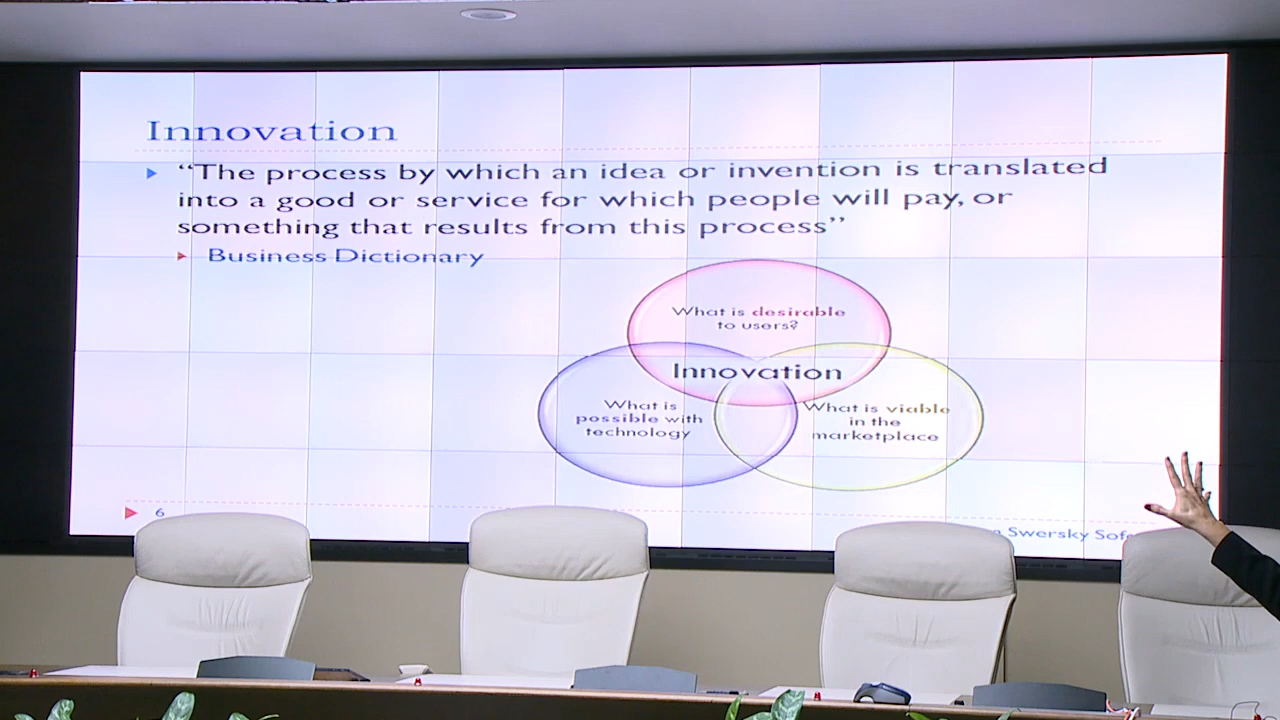 Innovation
“The process by which an idea or invention is translated
into a good or service for which people will pay, or
something that results from this process”
Business Dictionary
What is desirable
to users?
Innovation
What is
possible with
technology
What is viable
in the
marketplace
6
Swersky